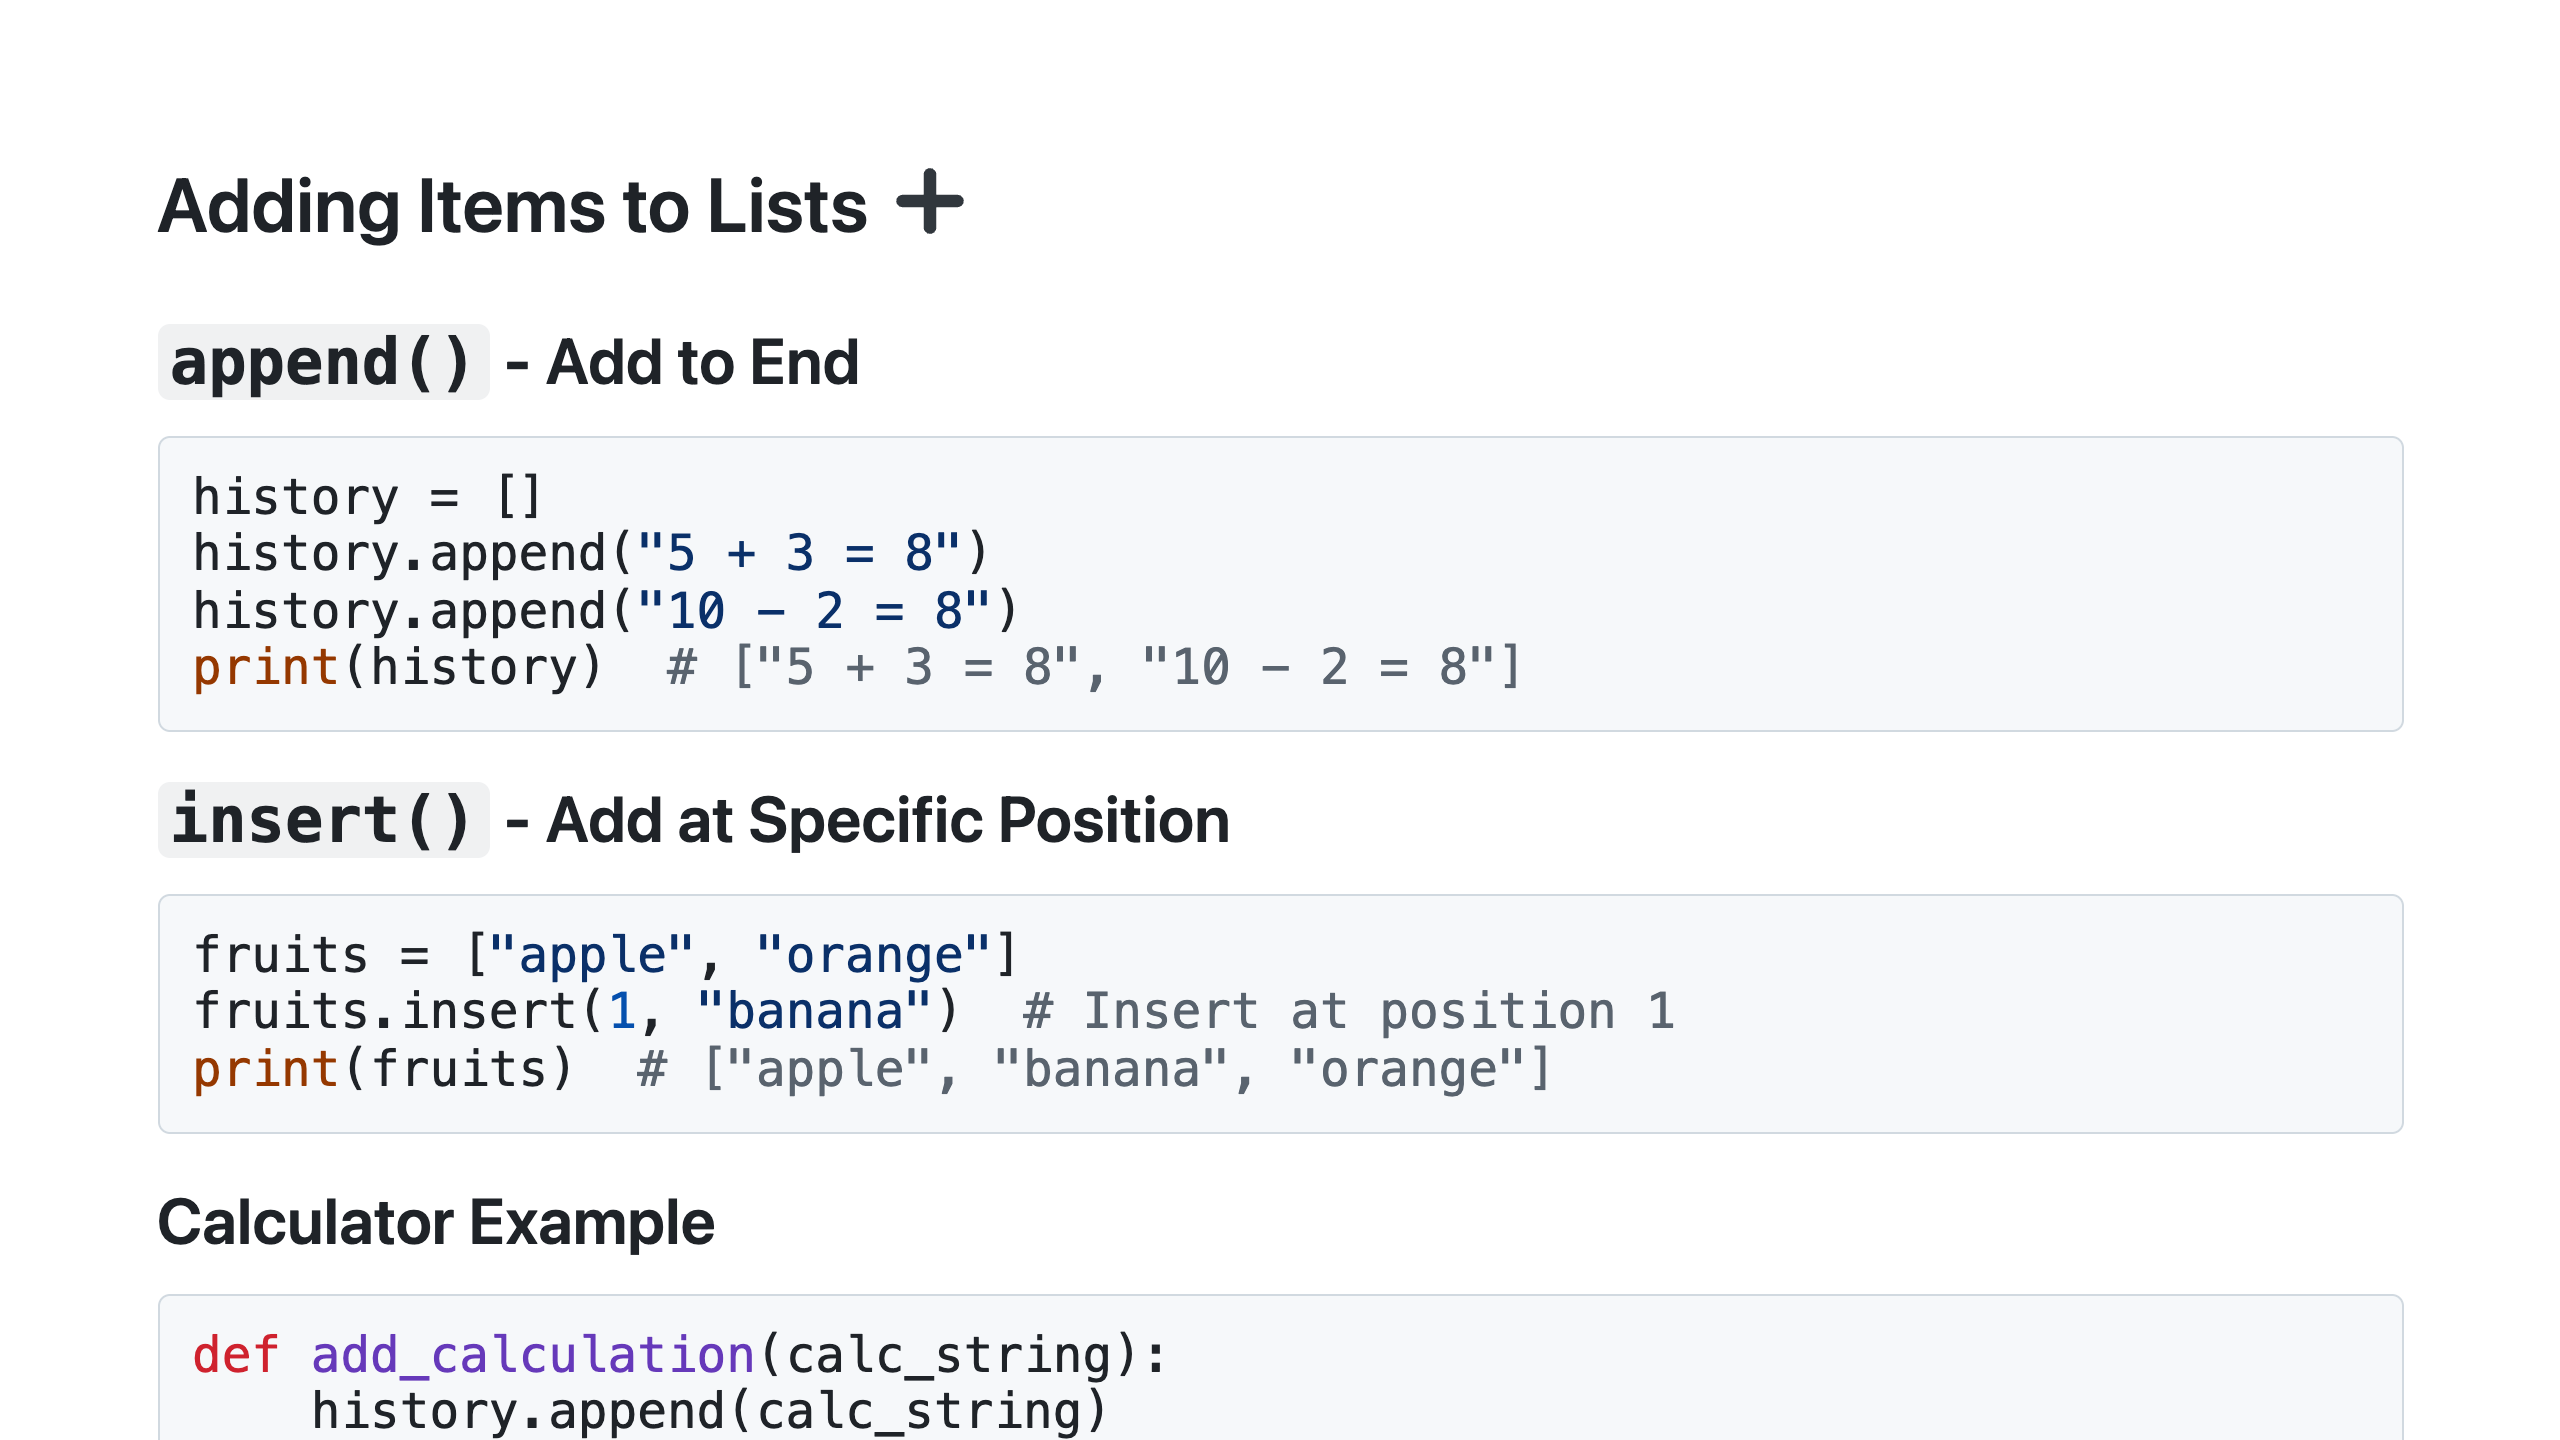 Adding Items to Lists ➕
append() - Add to End
history = []
history.append("5 + 3 = 8")
history.append("10 - 2 = 8")
print(history)  # ["5 + 3 = 8", "10 - 2 = 8"]
insert() - Add at Specific Position
fruits = ["apple", "orange"]
fruits.insert(1, "banana")  # Insert at position 1
print(fruits)  # ["apple", "banana", "orange"]
Calculator Example
def add_calculation(calc_string):
    history.append(calc_string)